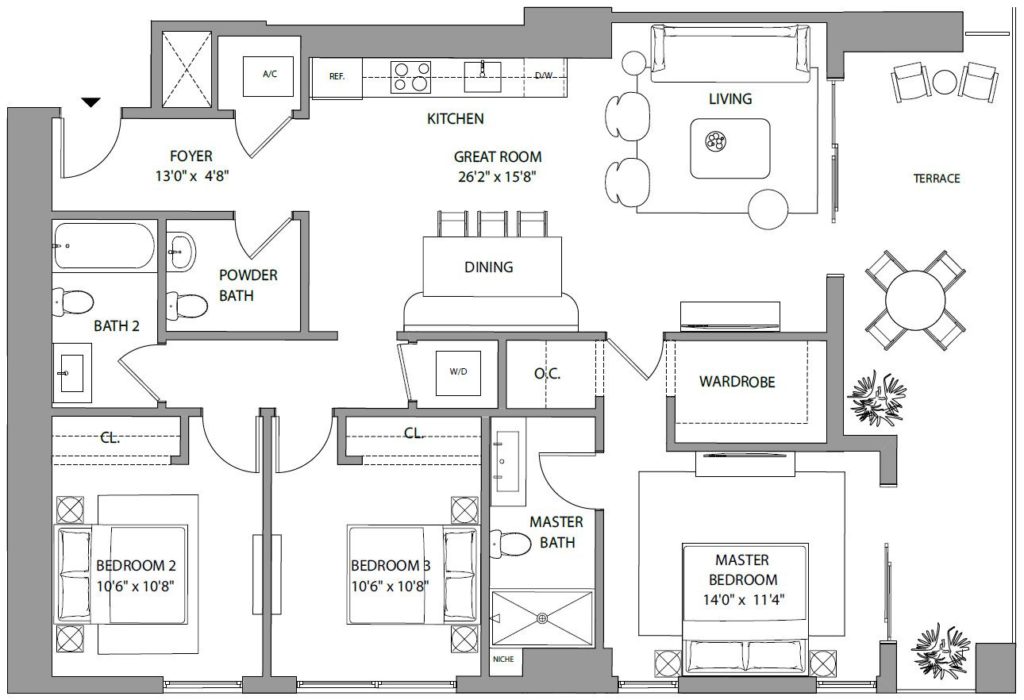 A/C
REF.
D/W
KITCHEN
LIVING
FOYER
13'0" x 4'8"
GREAT ROOM
26'2" x 15'8"
TERRACE
POWDER
BATH
DINING
BATH 2
W/D
O.C.
WARDROBE
CL.
CL.
MASTER
BATH
BEDROOM 2
10'6" x 10'8"
BEDROOM 3
10'6" x 10'8"
MASTER
BEDROOM
14'0" x 11'4"
NICHE